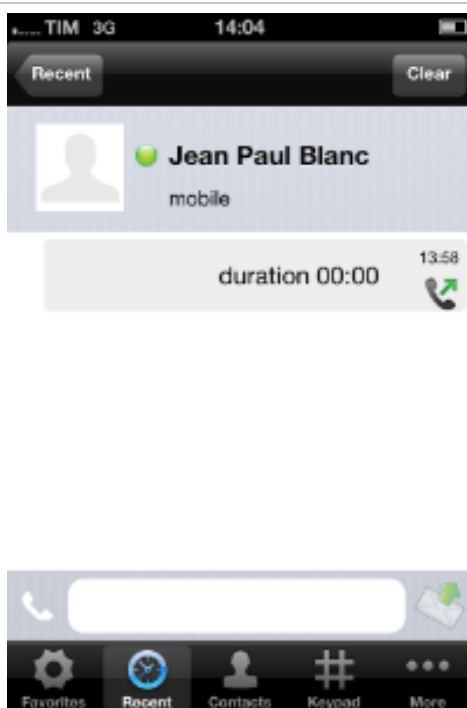 TIM 3G 14:04
Recent Clear
Jean Paul Blanc
mobile
13:58
duration 00:00
Favorites Recent Contacts Keypad More